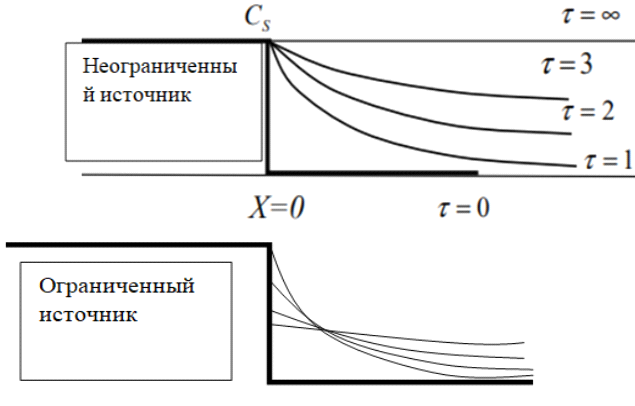 C_s
τ = ∞
Неограниченны
й источник
τ = 3
τ = 2
τ = 1
X=0
τ = 0
Ограниченный
источник